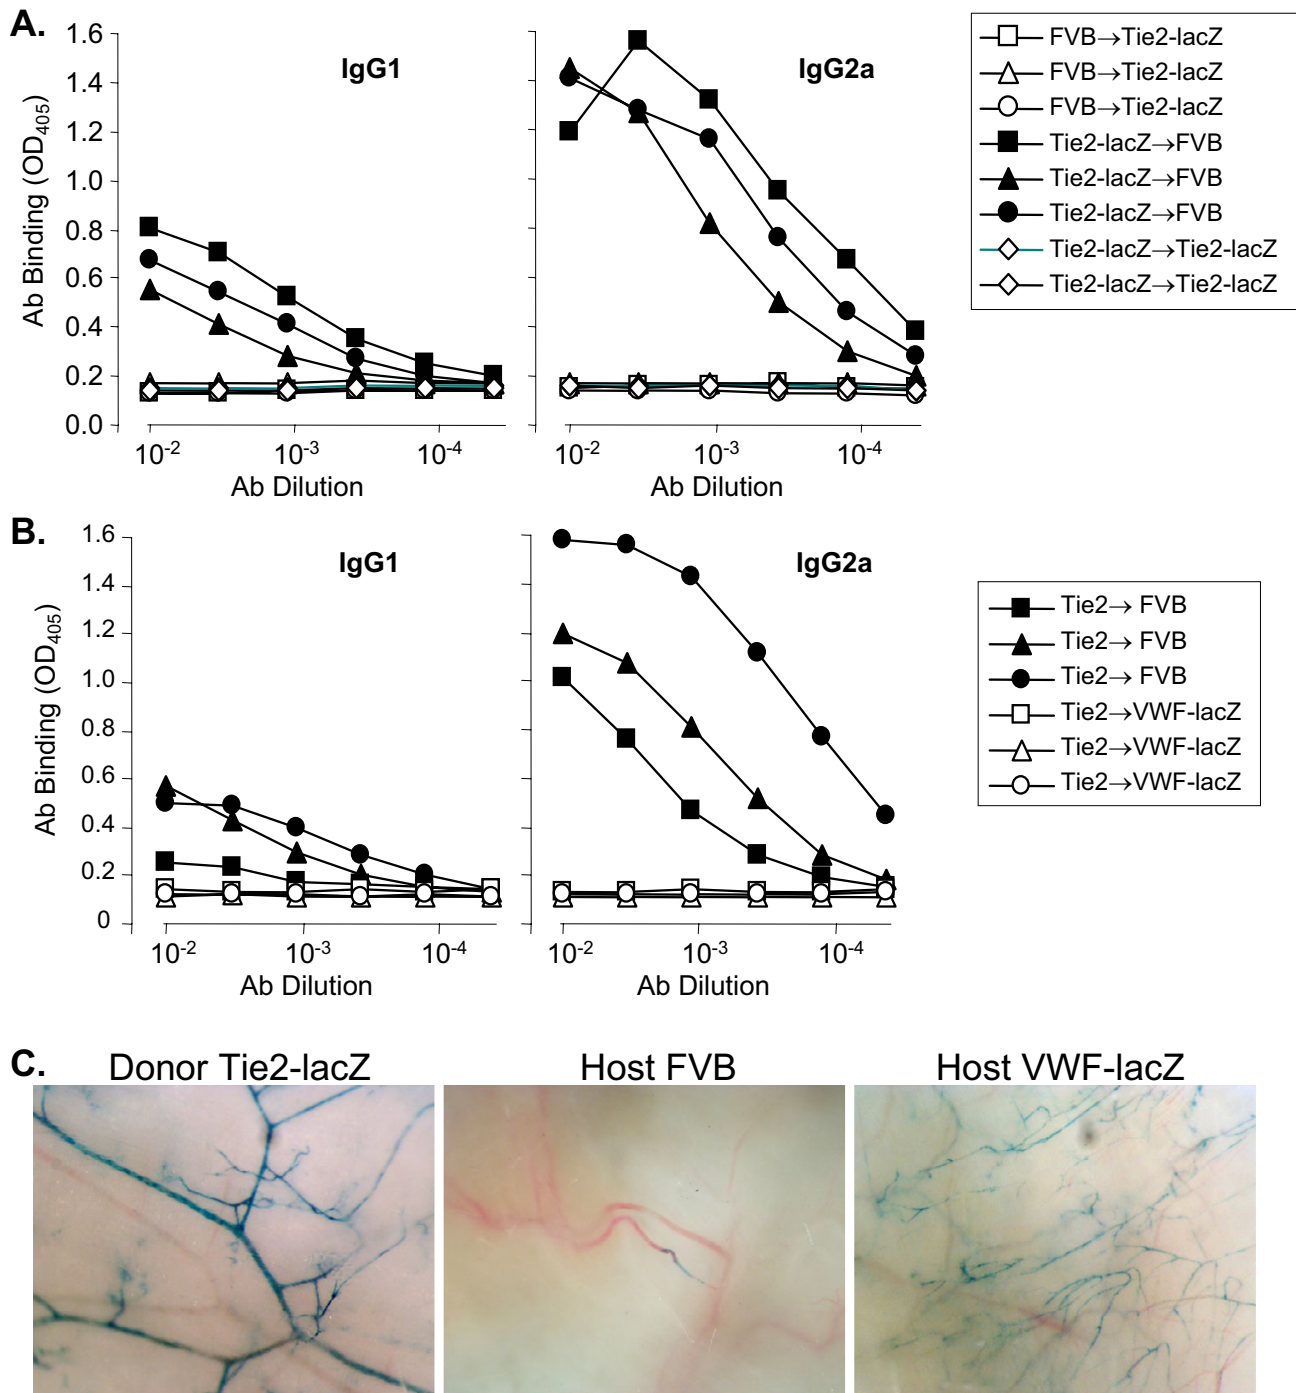 A.
IgG1
IgG2a
Ab Binding (OD405)
1.6
1.4
1.2
1.0
0.8
0.6
0.4
0.2
0.0
10-2 10-3 10-4
Ab Dilution
10-2 10-3 10-4
Ab Dilution
FVB→Tie2-lacZ
FVB→Tie2-lacZ
FVB→Tie2-lacZ
Tie2-lacZ→FVB
Tie2-lacZ→FVB
Tie2-lacZ→FVB
Tie2-lacZ→Tie2-lacZ
Tie2-lacZ→Tie2-lacZ
B.
IgG1
IgG2a
Ab Binding (OD405)
1.6
1.4
1.2
1.0
0.8
0.6
0.4
0.2
0
10-2 10-3 10-4
Ab Dilution
10-2 10-3 10-4
Ab Dilution
Tie2→ FVB
Tie2→ FVB
Tie2→ FVB
Tie2→VWF-lacZ
Tie2→VWF-lacZ
Tie2→VWF-lacZ
C.
Donor Tie2-lacZ
Host FVB
Host VWF-lacZ